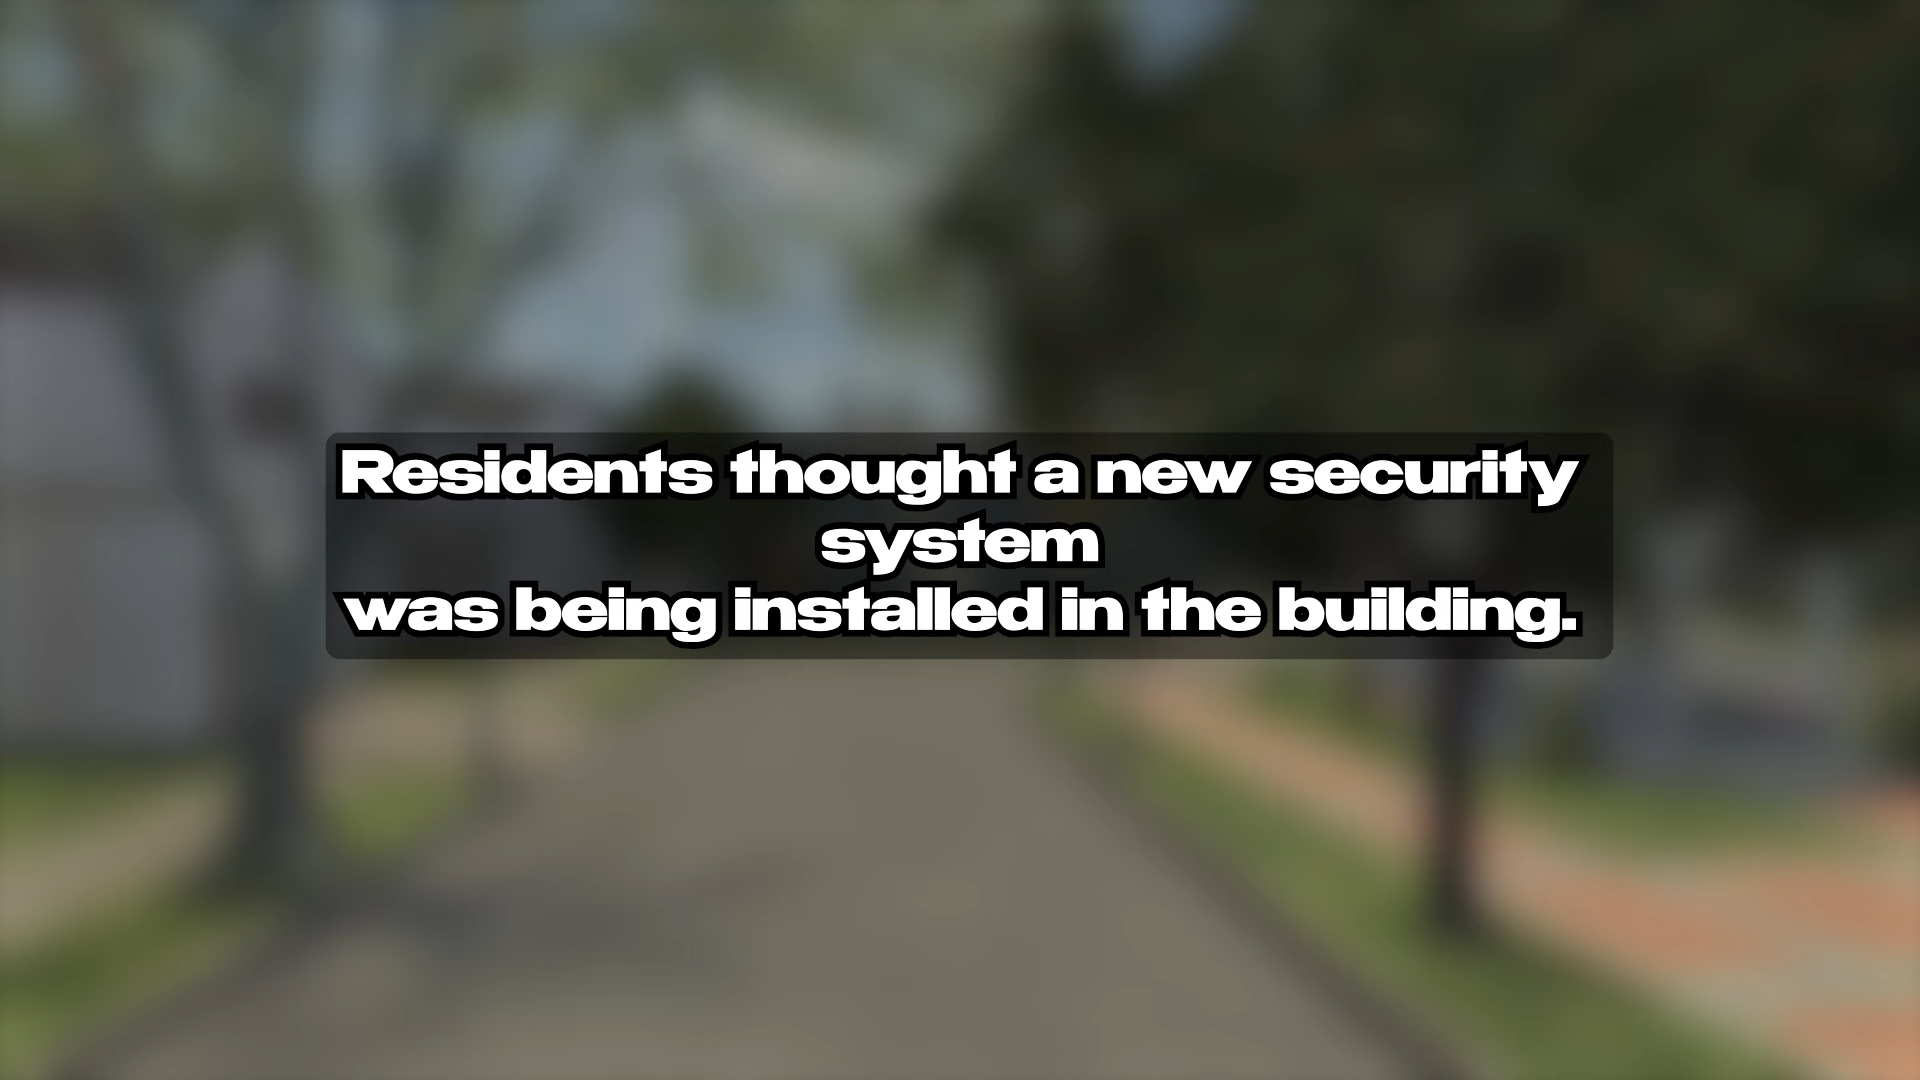 Residents thought a new security
system
was being installed in the building.